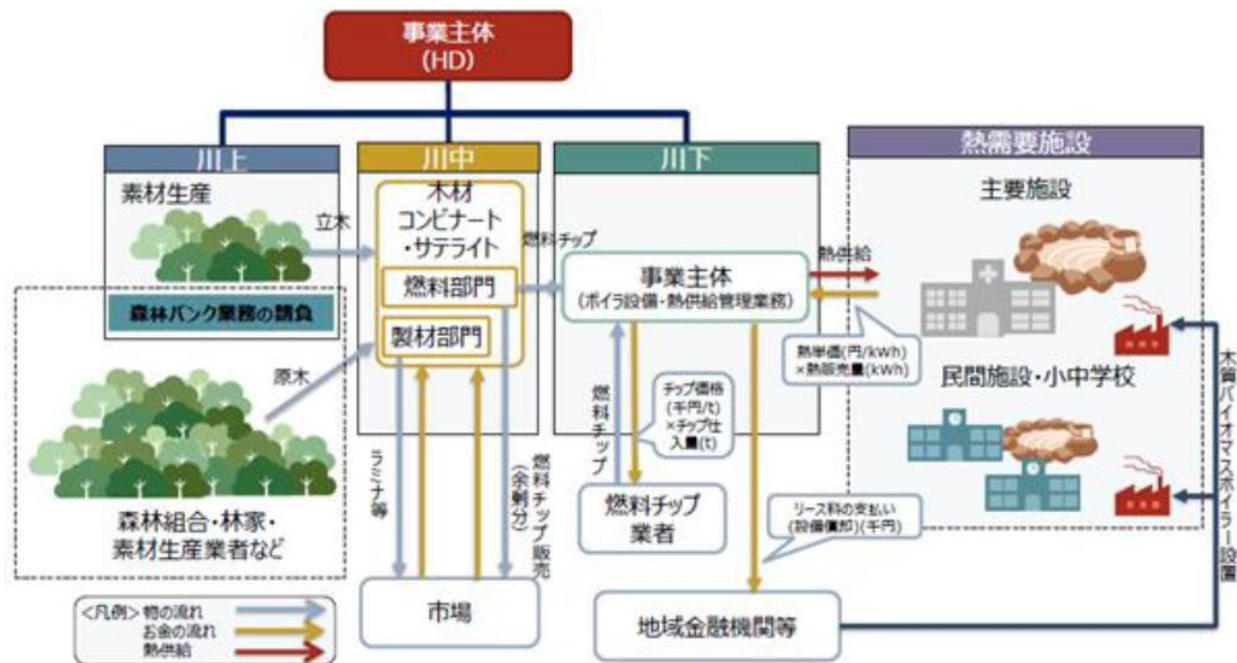 事業主体
(HD)
川上
川中
川下
熱需要施設
素材生産
立木
森林バンク業務の請負
原木
森林組合・林家・
素材生産業者など
木材
コンビナート
・サテライト
燃料部門
製材部門
燃料チップ
事業主体
(ボイラ設備・熱供給管理業務)
熱供給
熱単価(円/kWh)
×熱販売量(kWh)
主要施設
民間施設・小中学校
木質バイオマスボイラー設置
ラミナ等
燃料チップ販売
(余剰分)
燃料チップ
チップ価格
(千円/t)
×チップ仕
入量(t)
燃料チップ
業者
リース料の支払い
(設備償却)(千円)
市場
地域金融機関等
<凡例>物の流れ
お金の流れ
熱供給